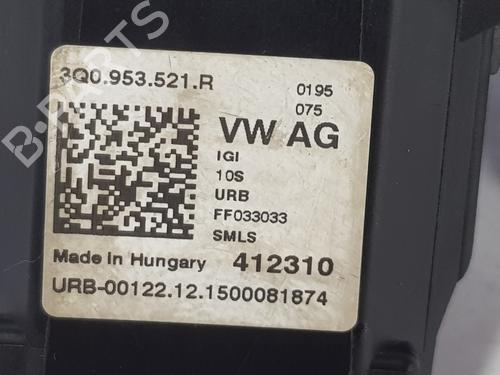 3Q0.953.521.R
0195
075
VW AG
IGI
10S
URB
FF033033
SMLS
Made in Hungary 412310
URB-00122.12.1500081874
B-PARTS